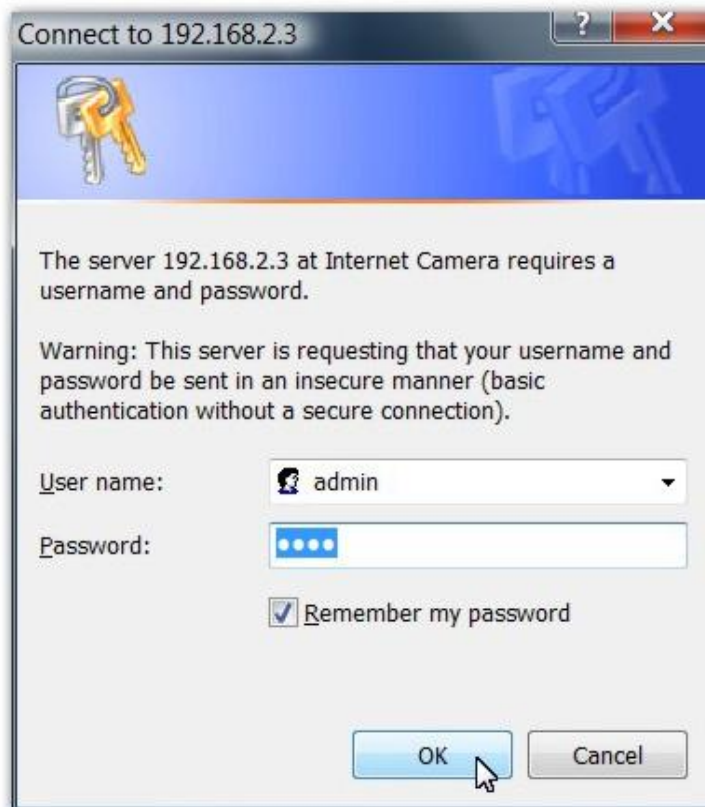 Connect to 192.168.2.3
?
The server 192.168.2.3 at Internet Camera requires a
username and password.
Warning: This server is requesting that your username and
password be sent in an insecure manner (basic
authentication without a secure connection).
User name: admin
Password: ••••
Remember my password
OK Cancel